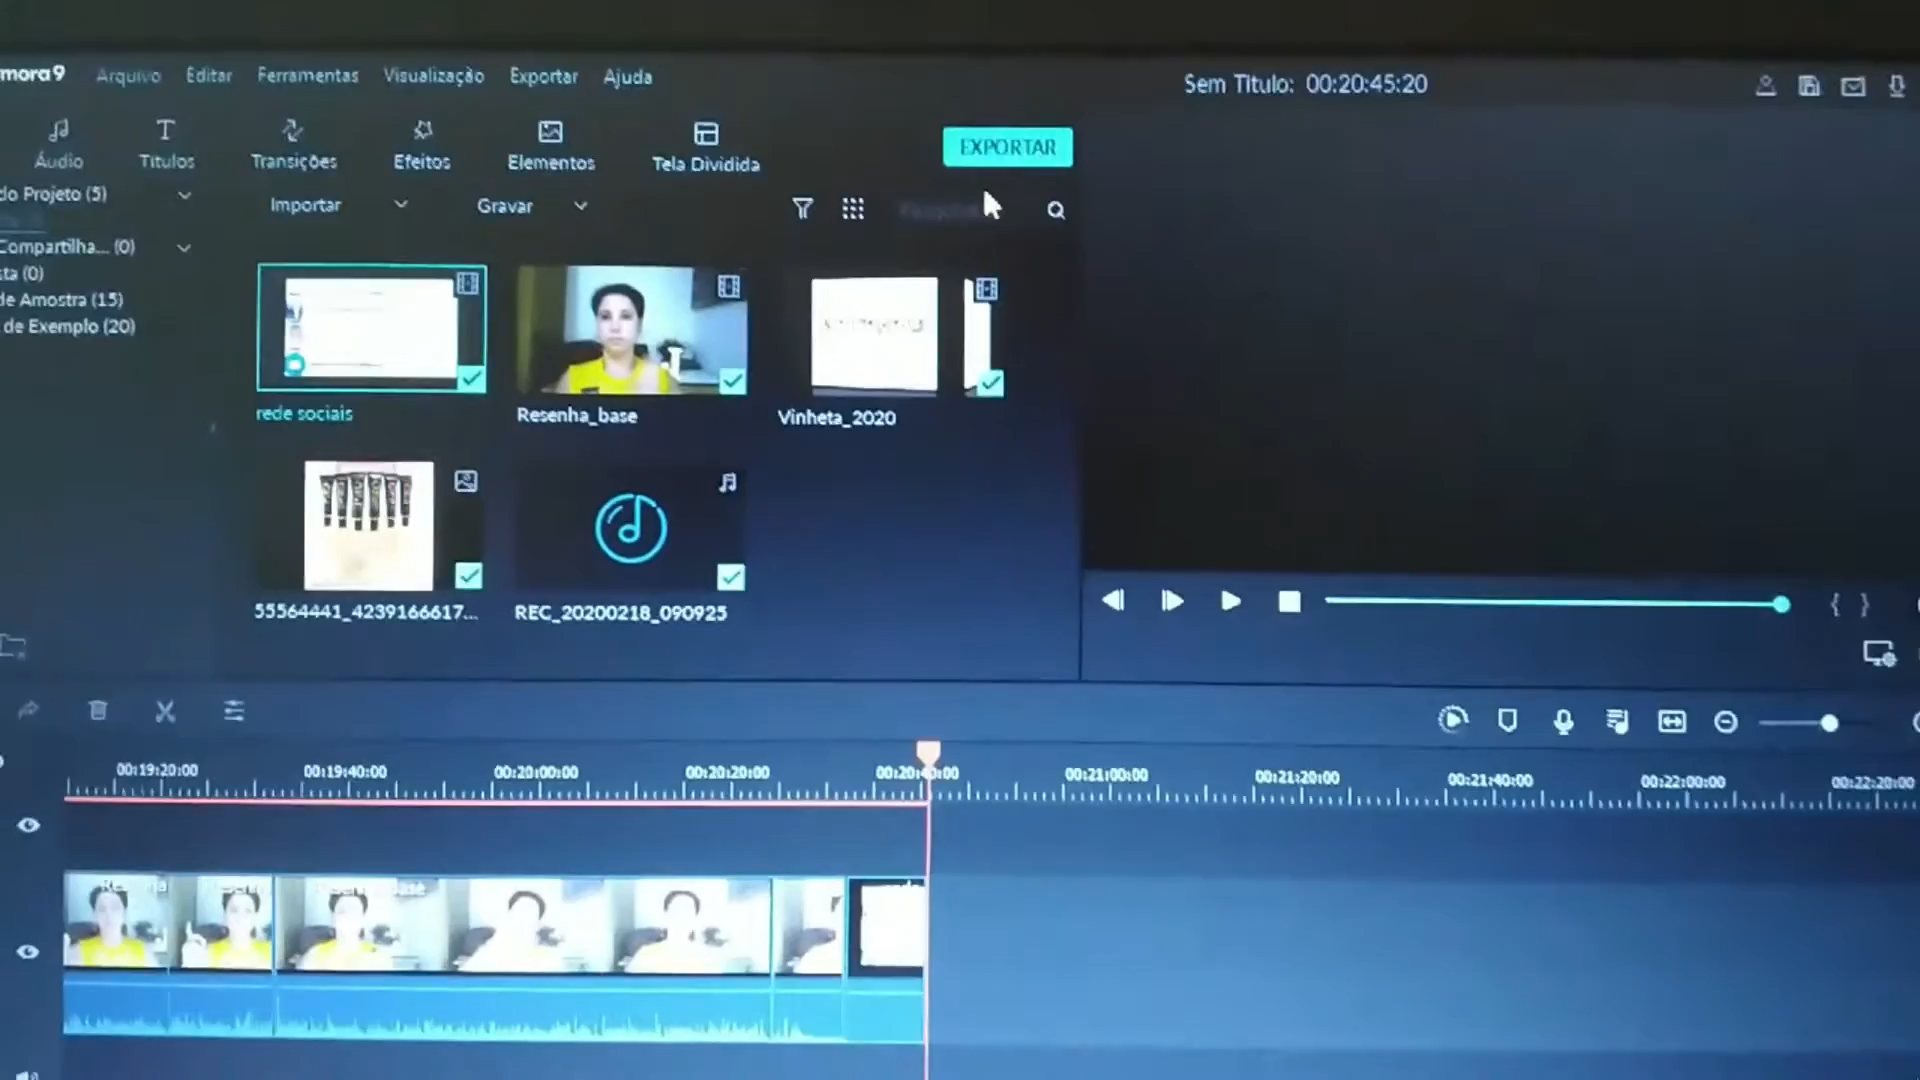 mora9 Arquivo Editar Ferramentas Visualização Exportar Ajuda
Sem Título: 00:20:45:20
Áudio Títulos Transições Efeitos Elementos Tela Dividida
EXPORTAR
do Projeto (5)
Importar Gravar
Compartilha... (0)
ta (0)
de Amostra (15)
de Exemplo (20)
rede sociais Resenha_base Vinheta_2020
55564441_4239166617... REC_20200218_090925
00:19:20:00 00:19:40:00 00:20:00:00 00:20:20:00 00:20:40:00 00:21:00:00 00:21:20:00 00:21:40:00 00:22:00:00 00:22:20:00